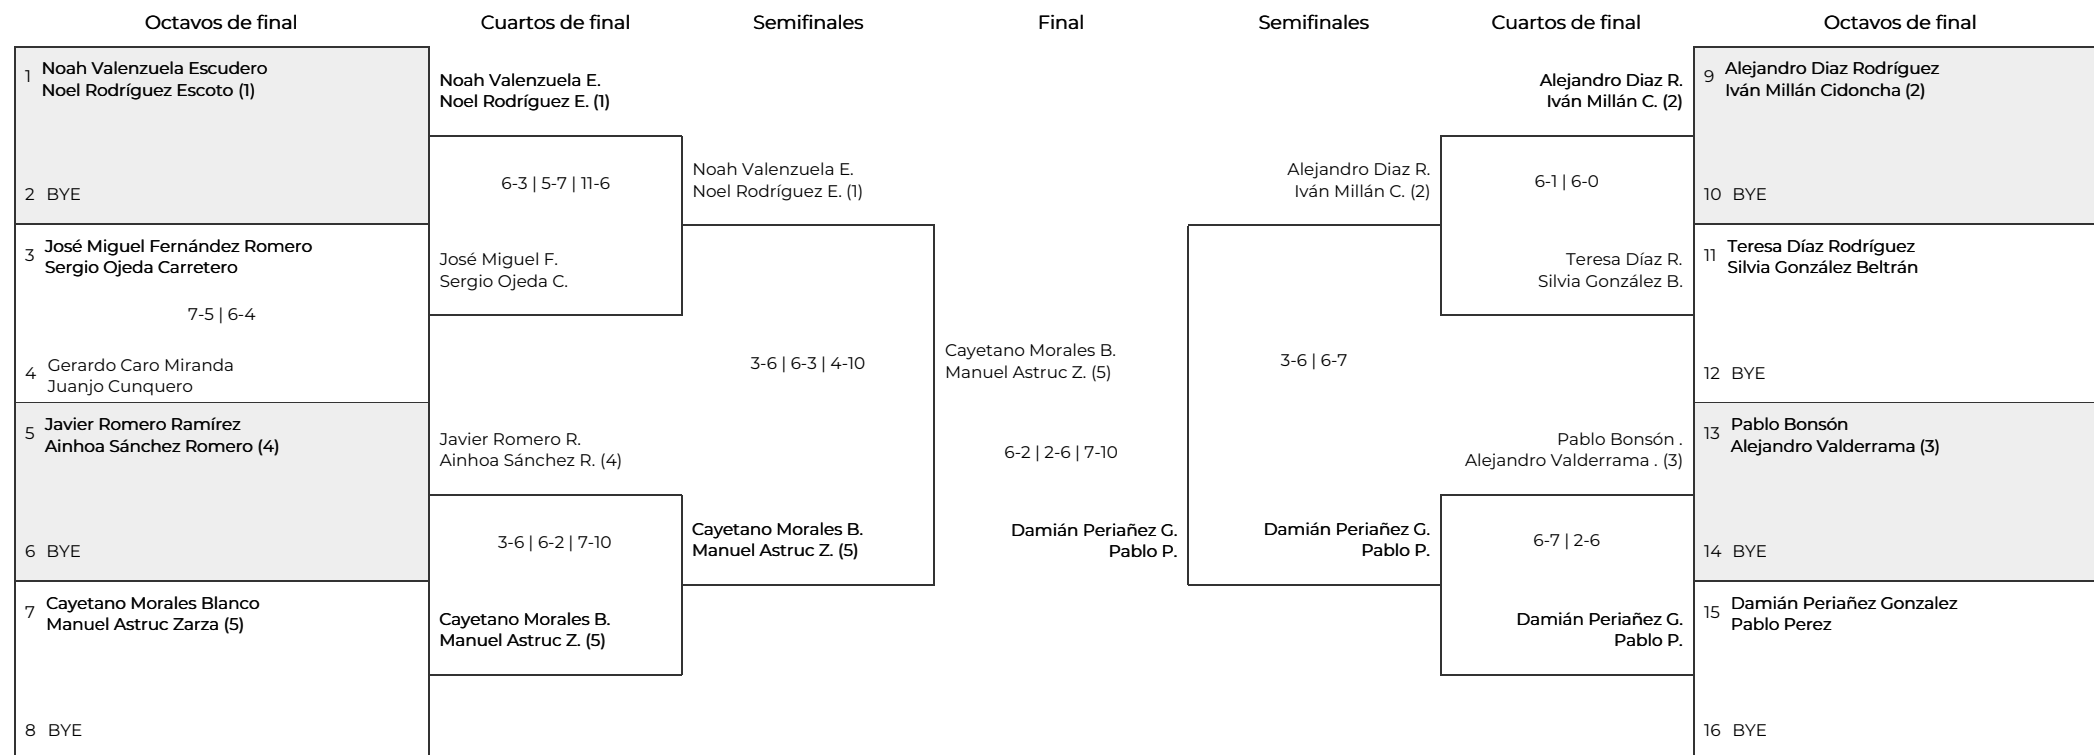 Octavos de final
Cuartos de final
Semifinales
Final
Semifinales
Cuartos de final
Octavos de final
1 Noah Valenzuela Escudero
Noel Rodríguez Escoto (1)
2 BYE
3 José Miguel Fernández Romero
Sergio Ojeda Carretero
7-5 | 6-4
4 Gerardo Caro Miranda
Juanjo Cunquero
5 Javier Romero Ramírez
Ainhoa Sánchez Romero (4)
6 BYE
7 Cayetano Morales Blanco
Manuel Astruc Zarza (5)
8 BYE
Noah Valenzuela E.
Noel Rodríguez E. (1)
6-3 | 5-7 | 11-6
José Miguel F.
Sergio Ojeda C.
Javier Romero R.
Ainhoa Sánchez R. (4)
3-6 | 6-2 | 7-10
Cayetano Morales B.
Manuel Astruc Z. (5)
Noah Valenzuela E.
Noel Rodríguez E. (1)
3-6 | 6-3 | 4-10
Cayetano Morales B.
Manuel Astruc Z. (5)
Cayetano Morales B.
Manuel Astruc Z. (5)
6-2 | 2-6 | 7-10
Damián Periañez G.
Pablo P.
Alejandro Diaz R.
Iván Millán C. (2)
3-6 | 6-7
Damián Periañez G.
Pablo P.
Alejandro Diaz R.
Iván Millán C. (2)
6-1 | 6-0
Teresa Díaz R.
Silvia González B.
Pablo Bonsón .
Alejandro Valderrama . (3)
6-7 | 2-6
Damián Periañez G.
Pablo P.
9 Alejandro Diaz Rodríguez
Iván Millán Cidoncha (2)
10 BYE
11 Teresa Díaz Rodríguez
Silvia González Beltrán
12 BYE
13 Pablo Bonsón
Alejandro Valderrama (3)
14 BYE
15 Damián Periañez Gonzalez
Pablo Perez
16 BYE